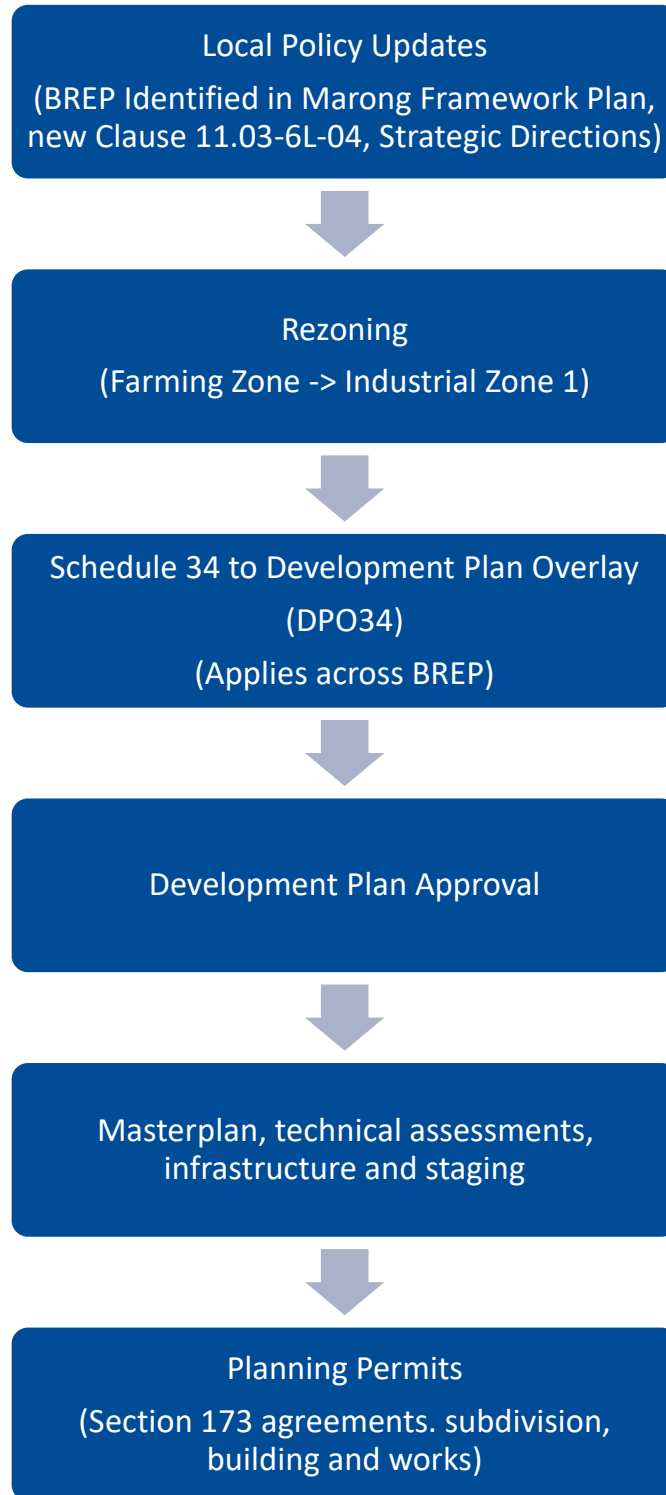 Local Policy Updates
(BREP Identified in Marong Framework Plan,
new Clause 11.03-6L-04, Strategic Directions)
Rezoning
(Farming Zone -> Industrial Zone 1)
Schedule 34 to Development Plan Overlay
(DPO34)
(Applies across BREP)
Development Plan Approval
Masterplan, technical assessments,
infrastructure and staging
Planning Permits
(Section 173 agreements. subdivision,
building and works)